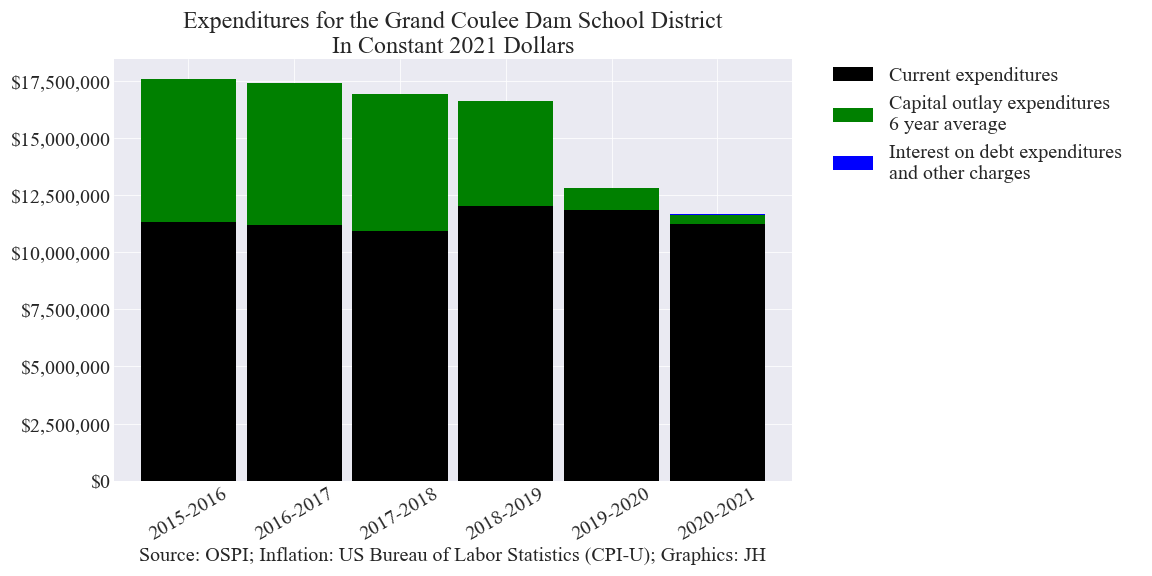 Expenditures for the Grand Coulee Dam School District
In Constant 2021 Dollars
$17,500,000
$15,000,000
$12,500,000
$10,000,000
$7,500,000
$5,000,000
$2,500,000
$0
2015-2016
2016-2017
2017-2018
2018-2019
2019-2020
2020-2021
Source: OSPI; Inflation: US Bureau of Labor Statistics (CPI-U); Graphics: JH
Current expenditures
Capital outlay expenditures
6 year average
Interest on debt expenditures
and other charges